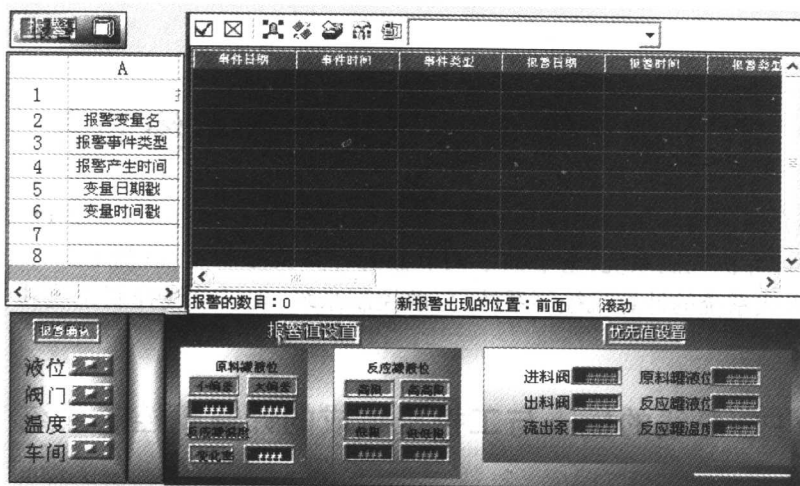 报警
A
1
2 报警变量名
3 报警事件类型
4 报警产生时间
5 变量日期戳
6 变量时间戳
7
8
事件日期 事件时间 事件类型 报警日期 报警时间 报警类型
报警的数目：0 新报警出现的位置：前面 滚动
报警确认
液位
阀门
温度
车间
报警值设置
原料罐液位
小偏差 大偏差
#### ####
变化率 ####
反应罐液位
高限 高高限
#### ####
低限 低低限
#### ####
优先值设置
进料阀 #### 原料罐液位 ####
出料阀 #### 反应罐液位 ####
流出泵 #### 反应罐温度 ####